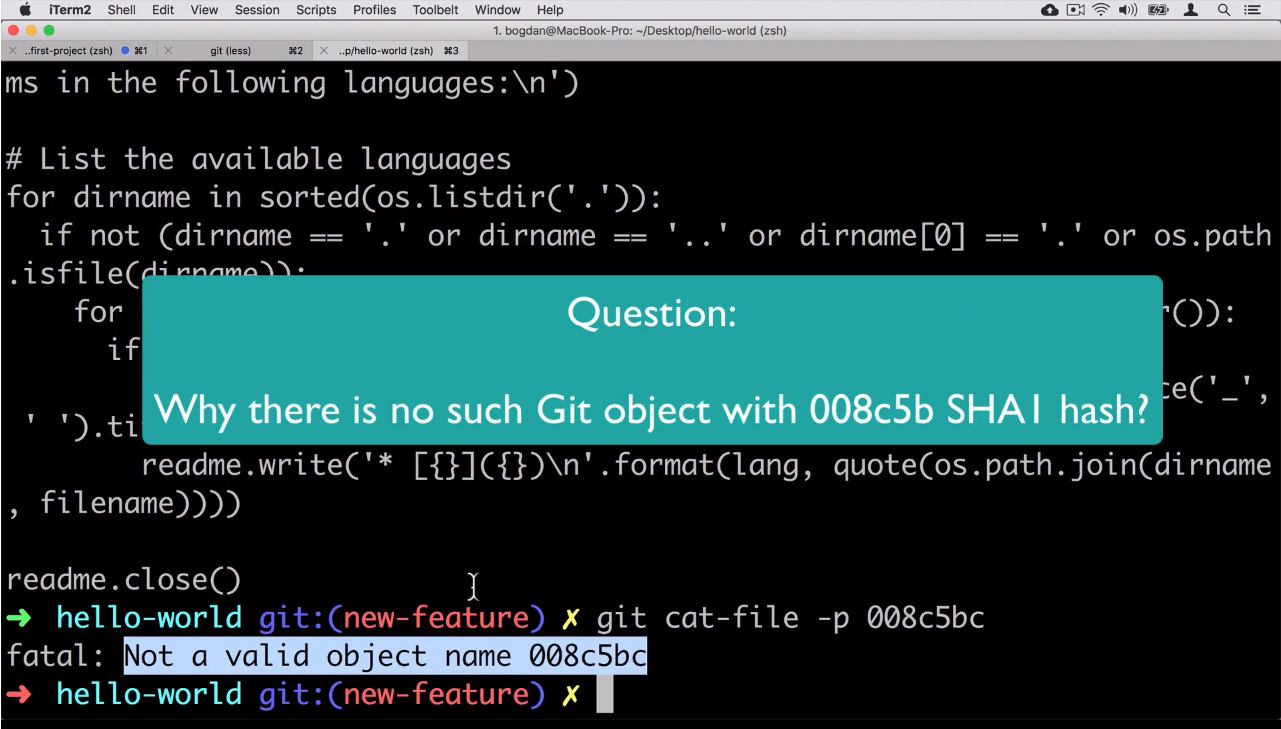 iTerm2 Shell Edit View Session Scripts Profiles Toolbelt Window Help
1. bogdan@MacBook-Pro: ~/Desktop/hello-world (zsh)
..first-project (zsh) ⌘1 git (less) ⌘2 ..p/hello-world (zsh) ⌘3
ms in the following languages:\n')
# List the available languages
for dirname in sorted(os.listdir('.')):
if not (dirname == '.' or dirname == '..' or dirname[0] == '.' or os.path
.isfile(dirname)):
Question:
for r()):
if
Why there is no such Git object with 008c5b SHA1 hash?
ce('_',
' ').ti
readme.write('* [{}]({})\n'.format(lang, quote(os.path.join(dirname
, filename))))
readme.close()
➜ hello-world git:(new-feature) ✗ git cat-file -p 008c5bc
fatal: Not a valid object name 008c5bc
➜ hello-world git:(new-feature) ✗